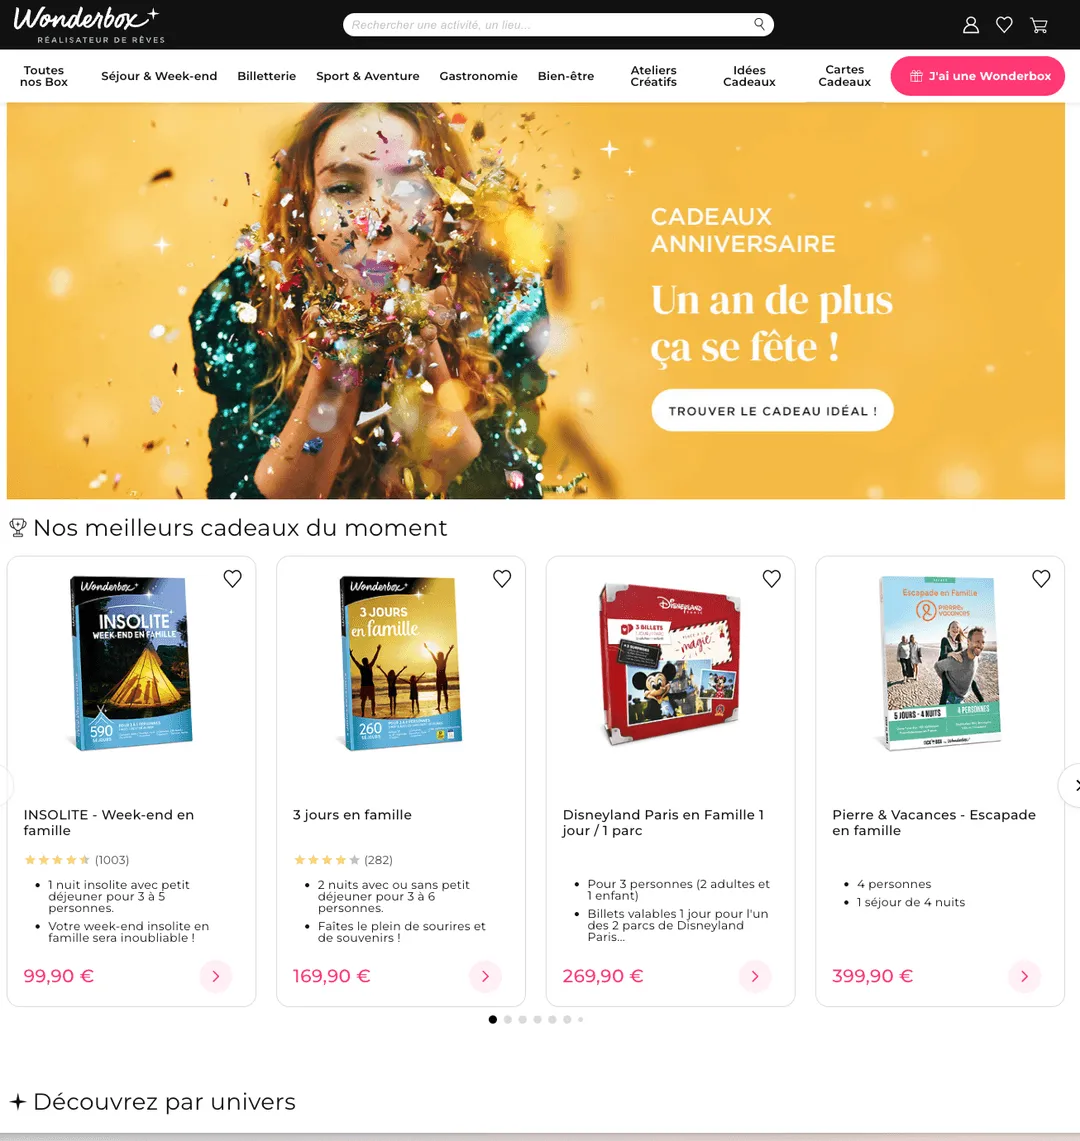 Wonderbox
RÉALISATEUR DE RÊVES
Rechercher une activité, un lieu...
Toutes
nos Box
Séjour & Week-end
Billetterie
Sport & Aventure
Gastronomie
Bien-être
Ateliers
Créatifs
Idées
Cadeaux
Cartes
Cadeaux
J'ai une Wonderbox
CADEAUX
ANNIVERSAIRE
Un an de plus
ça se fête !
TROUVER LE CADEAU IDÉAL !
Nos meilleurs cadeaux du moment
Wonderbox
INSOLITE
WEEK-END EN FAMILLE
590
SÉJOURS
INSOLITE - Week-end en
famille
(1003)
1 nuit insolite avec petit
déjeuner pour 3 à 5
personnes.
Votre week-end insolite en
famille sera inoubliable !
99,90 €
Wonderbox
3 JOURS
en famille
260
SÉJOURS
3 jours en famille
(282)
2 nuits avec ou sans petit
déjeuner pour 3 à 6
personnes.
Faites le plein de sourires et
de souvenirs !
169,90 €
Disneyland
PARIS
3 BILLETS
magie
Disneyland Paris en Famille 1
jour / 1 parc
Pour 3 personnes (2 adultes et
1 enfant)
Billets valables 1 jour pour l'un
des 2 parcs de Disneyland
Paris...
269,90 €
Escapade en Famille
PIERRE &
VACANCES
5 JOURS - 4 NUITS
4 PERSONNES
Wonderbox
Pierre & Vacances - Escapade
en famille
4 personnes
1 séjour de 4 nuits
399,90 €
Découvrez par univers